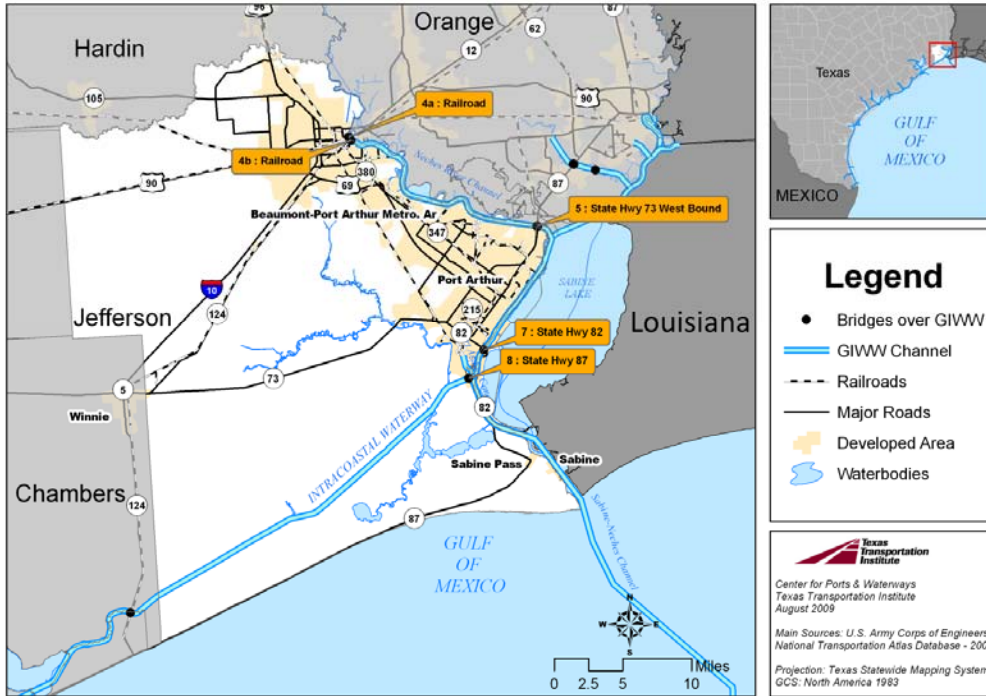 96
Orange
87
62
Hardin
12
105
90
4a : Railroad
4b : Railroad
90
380
69
Neches River Channel
87
Beaumont-Port Arthur Metro. Ar
5 : State Hwy 73 West Bound
347
Port Arthur
SABINE
LAKE
10
124
Jefferson
215
82
Louisiana
7 : State Hwy 82
8 : State Hwy 87
73
5
Winnie
82
INTRACOASTAL WATERWAY
Sabine Pass
Sabine
Chambers
124
87
Sabine-Neches Channel
GULF
OF
MEXICO
N
W
E
S
Miles
0 2.5 5 10
Texas
GULF
OF
MEXICO
MEXICO
Legend
Bridges over GIWW
GIWW Channel
Railroads
Major Roads
Developed Area
Waterbodies
Texas
Transportation
Institute
Center for Ports & Waterways
Texas Transportation Institute
August 2009
Main Sources: U.S. Army Corps of Engineers
National Transportation Atlas Database - 200
Projection: Texas Statewide Mapping System
GCS: North America 1983